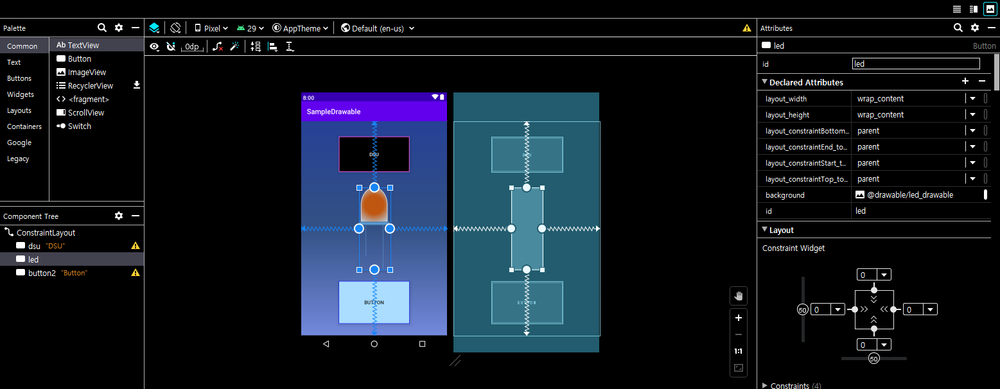 Palette
Common
Text
Buttons
Widgets
Layouts
Containers
Google
Legacy
Ab TextView
Button
ImageView
RecyclerView
<fragment>
ScrollView
Switch
Component Tree
ConstraintLayout
dsu "DSU"
led
button2 "Button"
Pixel 29 AppTheme Default (en-us)
0dp
8:00
SampleDrawable
DSU
BUTTON
DSU
BUTTON
1:1
Attributes
led Button
id led
Declared Attributes
layout_width wrap_content
layout_height wrap_content
layout_constraintBottom... parent
layout_constraintEnd_to... parent
layout_constraintStart_t... parent
layout_constraintTop_to... parent
background @drawable/led_drawable
id led
Layout
Constraint Widget
0
50 0 0
0
50
Constraints (4)